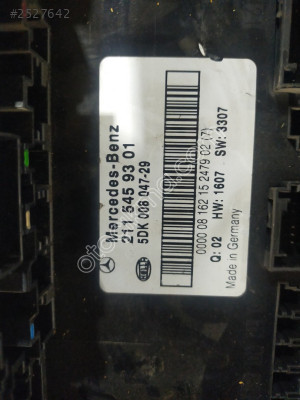 #2527642
Mercedes-Benz
211 545 93 01
5DK 008 047-29
HELLA
0000 08 162 15 2479 02 (7)
Q: 02 HW: 1607 SW: 3307
Made in Germany